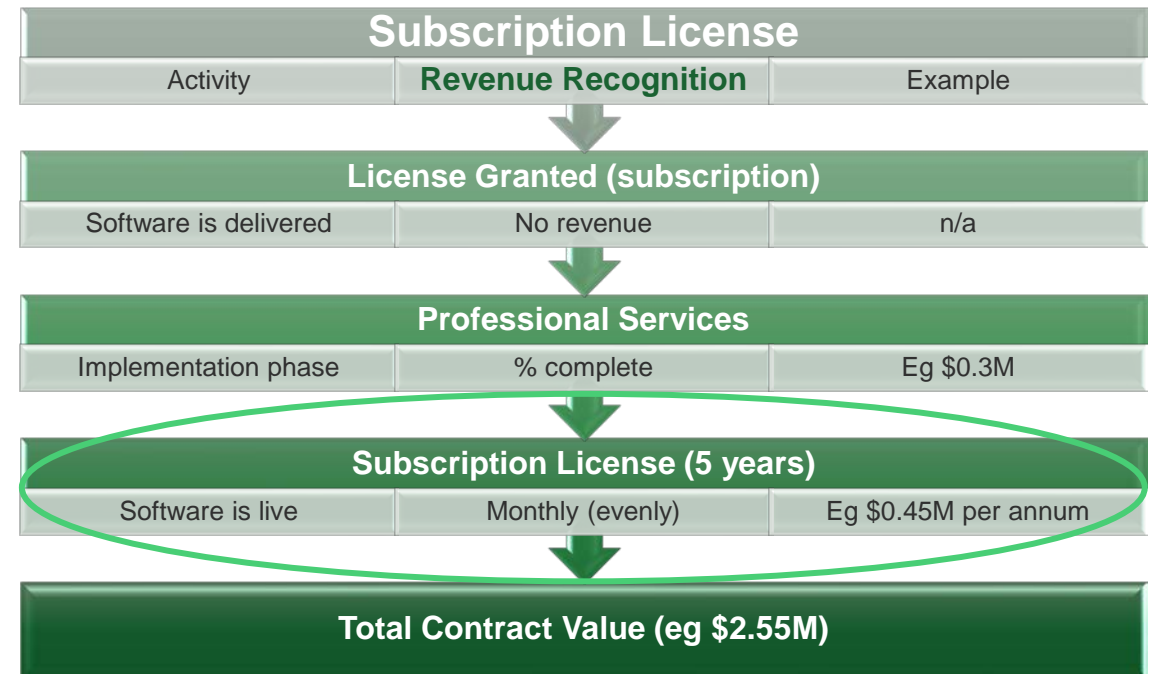 Subscription License
Activity Revenue Recognition Example
License Granted (subscription)
Software is delivered No revenue n/a
Professional Services
Implementation phase % complete Eg $0.3M
Subscription License (5 years)
Software is live Monthly (evenly) Eg $0.45M per annum
Total Contract Value (eg $2.55M)